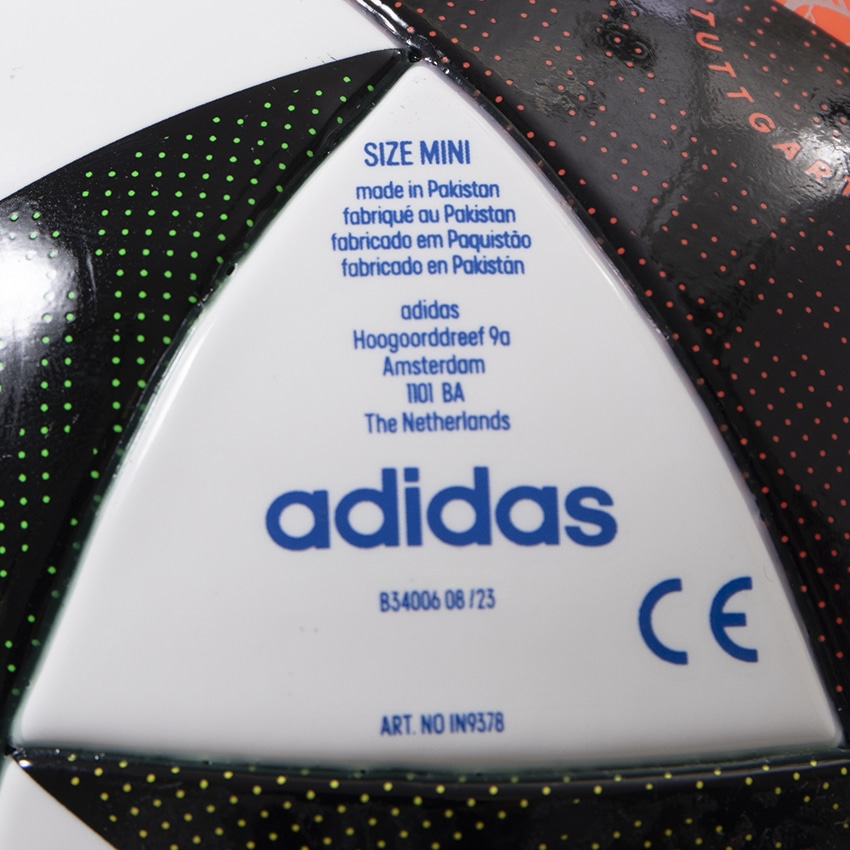 TUTTGAR
SIZE MINI
made in Pakistan
fabriqué au Pakistan
fabricado em Paquistão
fabricado en Pakistán
adidas
Hoogoorddreef 9a
Amsterdam
1101 BA
The Netherlands
adidas
B34006 08 /23
CE
ART. NO IN9378